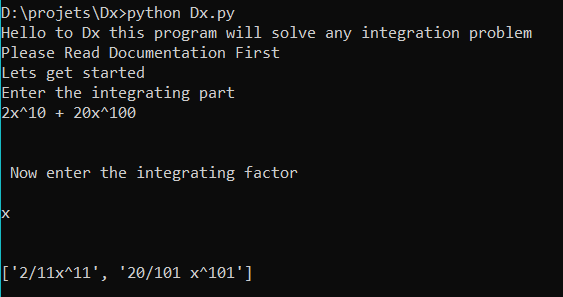 D:\projets\Dx>python Dx.py
Hello to Dx this program will solve any integration problem
Please Read Documentation First
Lets get started
Enter the integrating part
2x^10 + 20x^100
Now enter the integrating factor
x
['2/11x^11', '20/101 x^101']